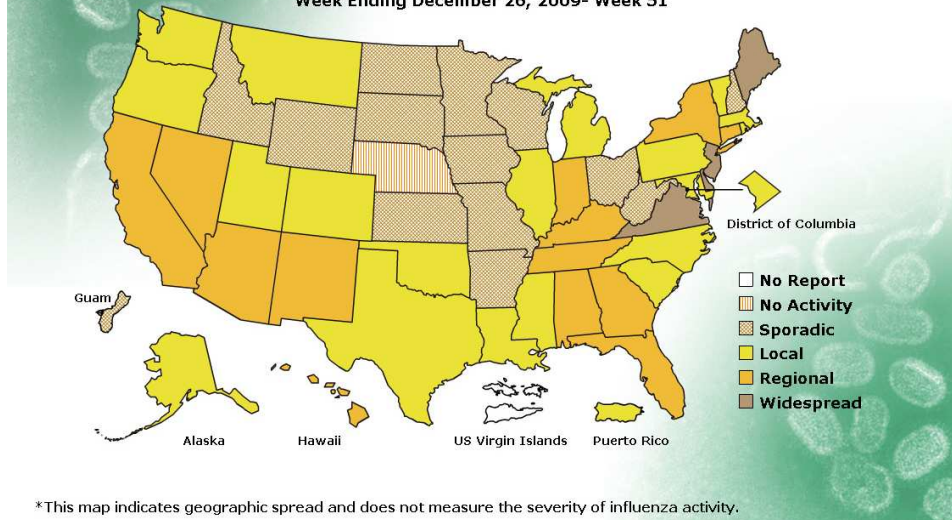 Week Ending December 26, 2009- Week 51
District of Columbia
No Report
No Activity
Sporadic
Local
Regional
Widespread
Guam
Alaska
Hawaii
US Virgin Islands
Puerto Rico
*This map indicates geographic spread and does not measure the severity of influenza activity.